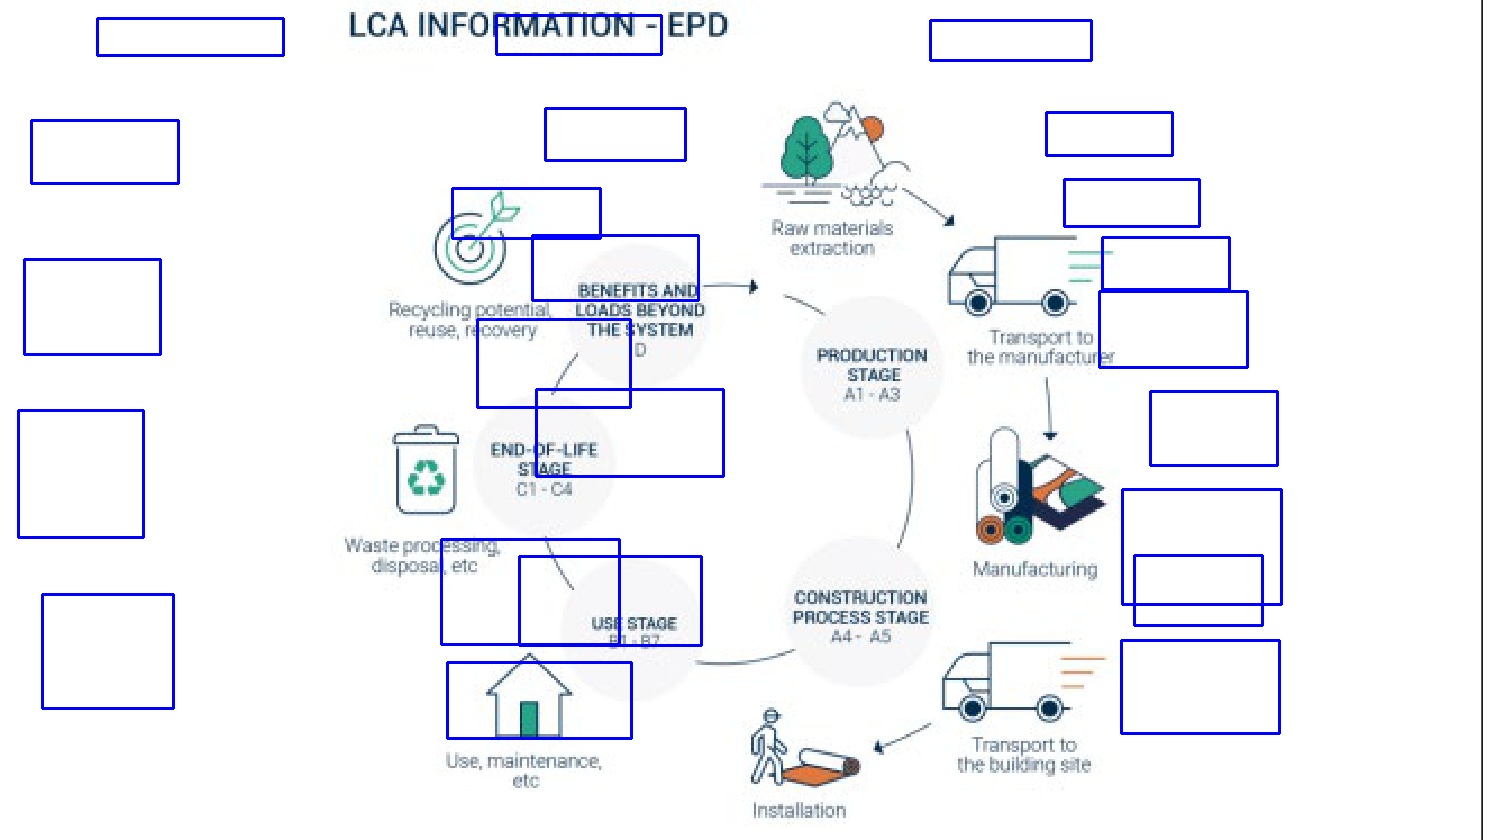 LCA INFORMATION - EPD
Raw materials
extraction
Transport to
the manufacturer
Manufacturing
Transport to
the building site
Installation
Use, maintenance,
etc
Waste processing,
disposal, etc
Recycling potential,
reuse, recovery
BENEFITS AND
LOADS BEYOND
THE SYSTEM
D
PRODUCTION
STAGE
A1 - A3
CONSTRUCTION
PROCESS STAGE
A4 - A5
USE STAGE
B1 - B7
END-OF-LIFE
STAGE
C1 - C4